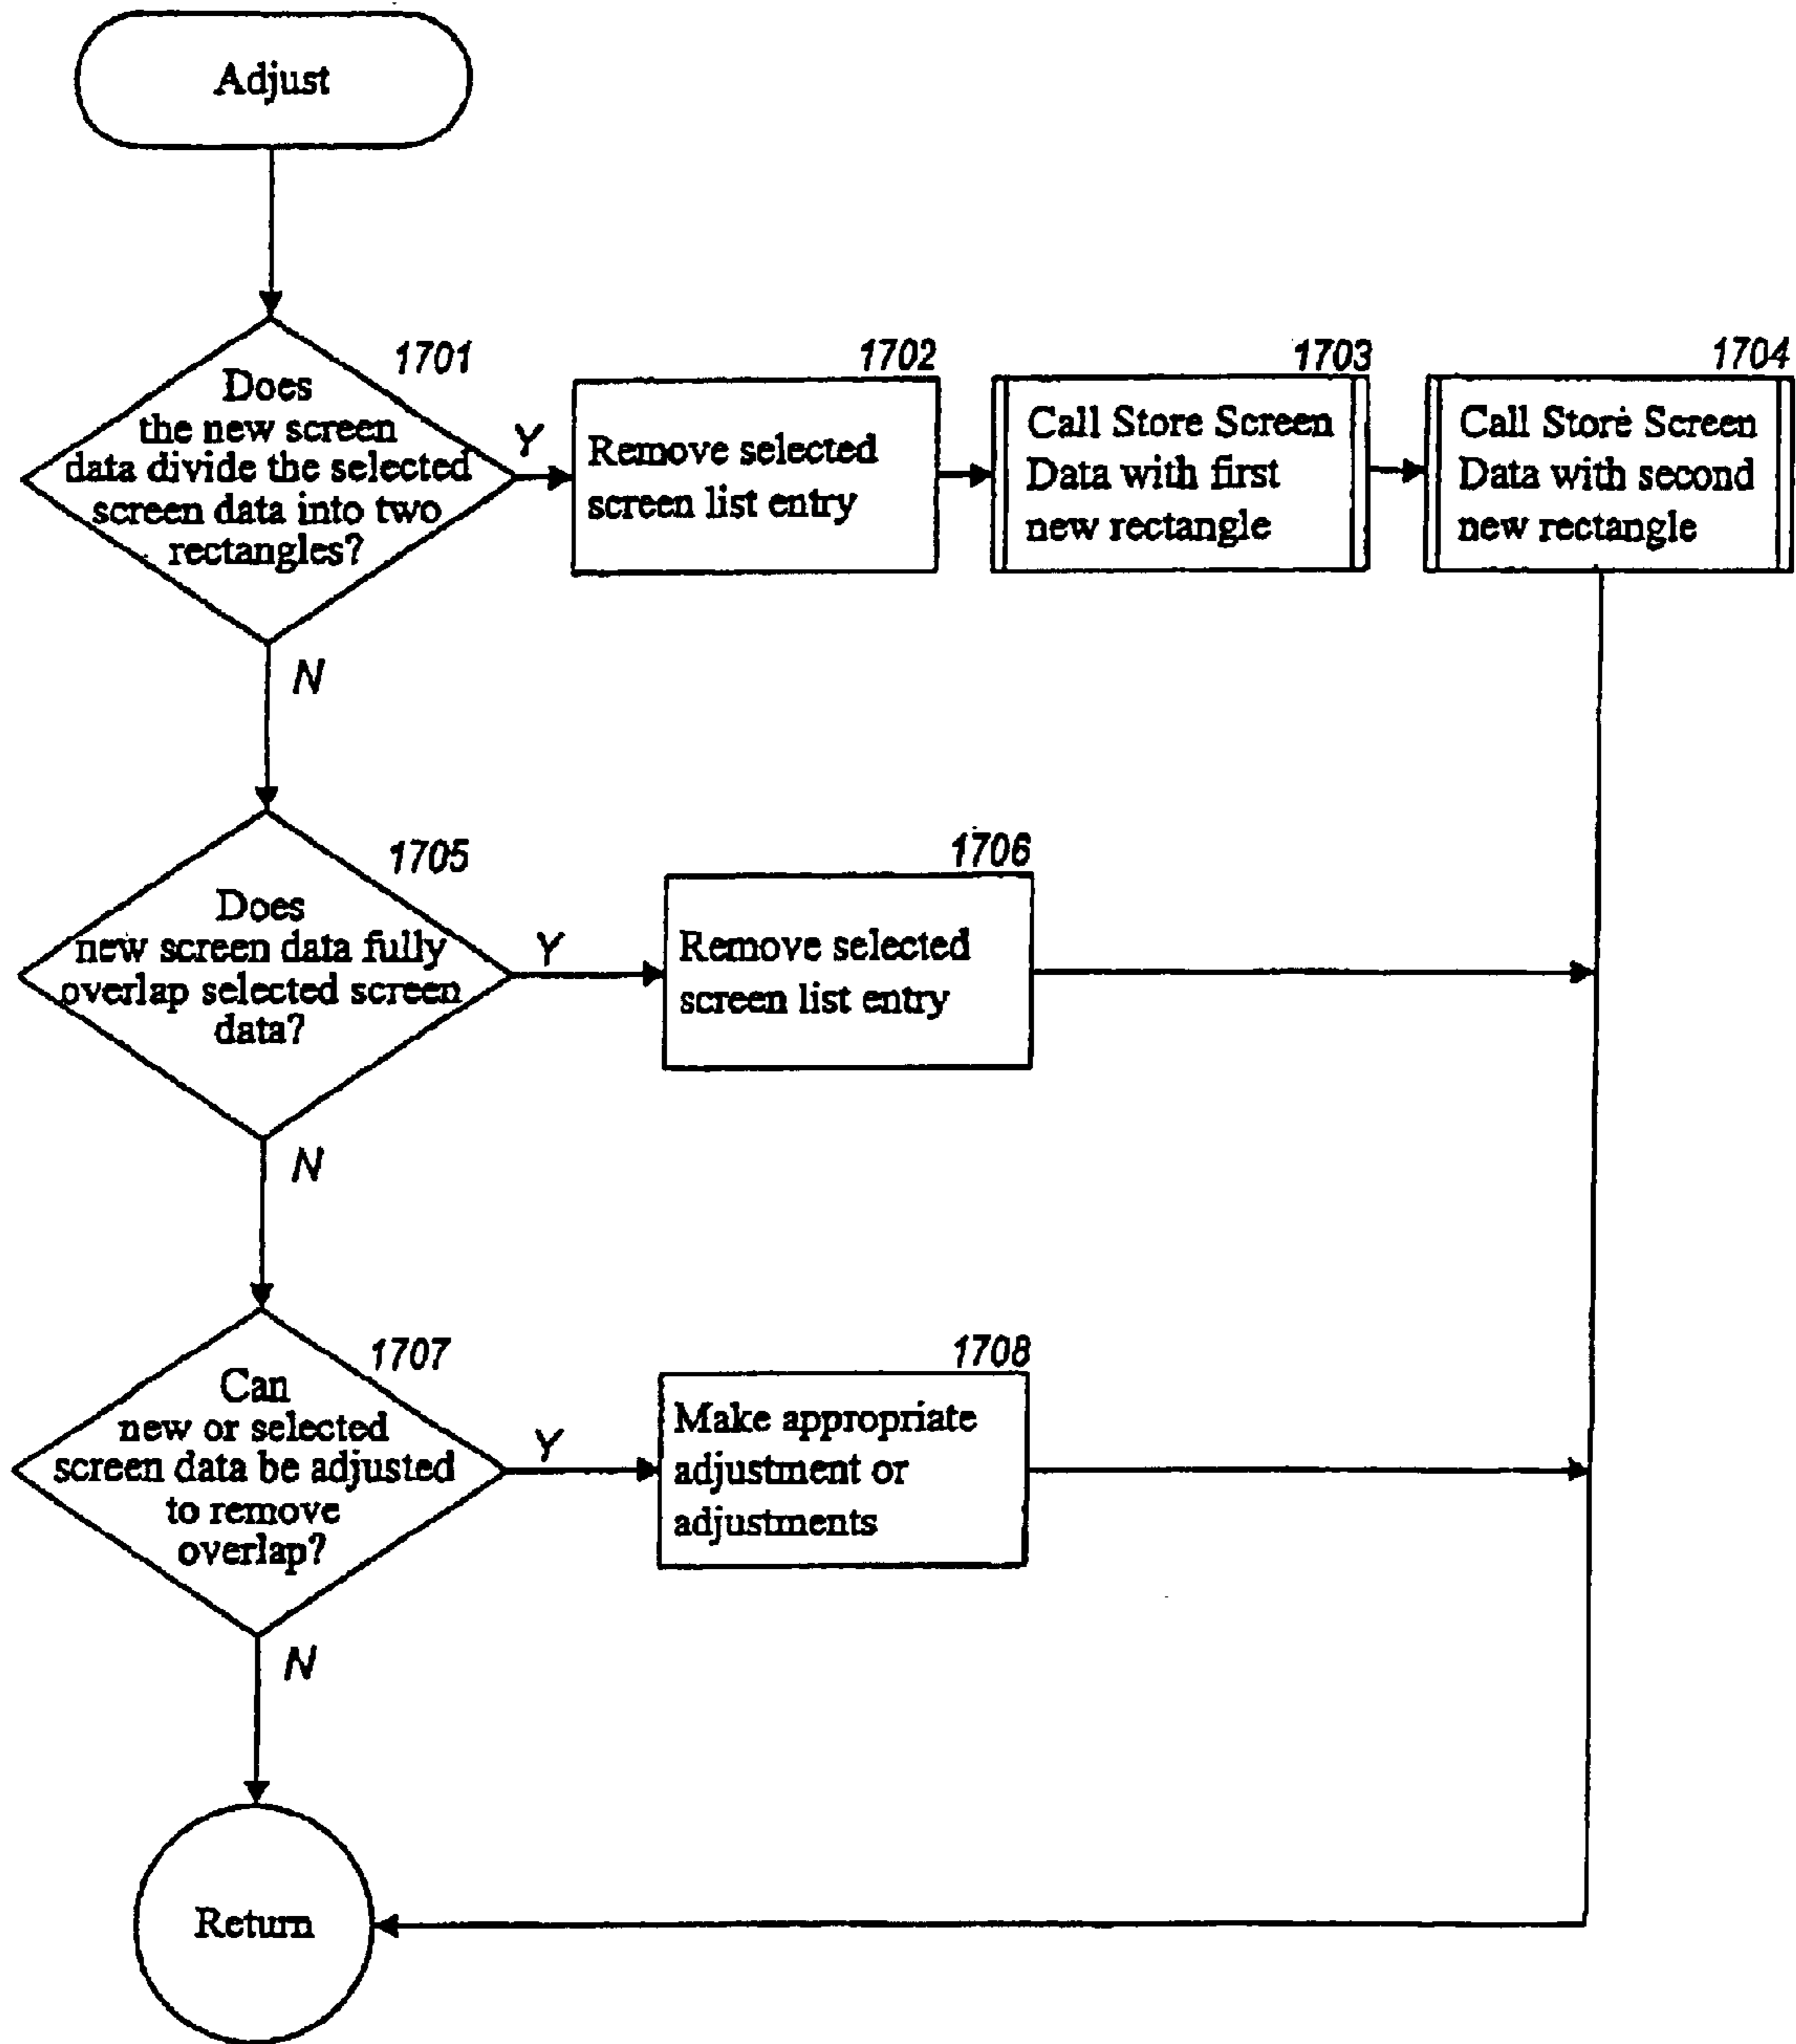 Adjust
1701
Does
the new screen
data divide the selected
screen data into two
rectangles?
Y
1702
Remove selected
screen list entry
1703
Call Store Screen
Data with first
new rectangle
1704
Call Store Screen
Data with second
new rectangle
N
1705
Does
new screen data fully
overlap selected screen
data?
Y
1706
Remove selected
screen list entry
N
1707
Can
new or selected
screen data be adjusted
to remove
overlap?
Y
1708
Make appropriate
adjustment or
adjustments
N
Return